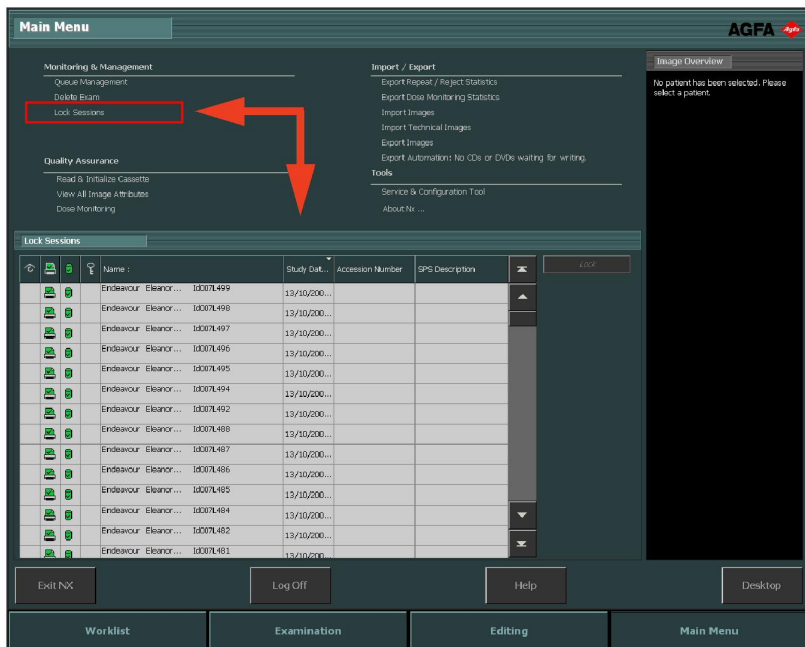 Main Menu
AGFA
Agfa
Monitoring & Management
Queue Management
Delete Exam
Lock Sessions
Quality Assurance
Read & Initialize Cassette
View All Image Attributes
Dose Monitoring
Import / Export
Export Repeat / Reject Statistics
Export Dose Monitoring Statistics
Import Images
Import Technical Images
Export Images
Export Automation: No CDs or DVDs waiting for writing.
Tools
Service & Configuration Tool
About Nx ...
Image Overview
No patient has been selected. Please
select a patient.
Lock Sessions
Name : Study Dat... Accession Number SPS Description
Lock
Endeavour Eleanor... Id007L499 13/10/200...
Endeavour Eleanor... Id007L498 13/10/200...
Endeavour Eleanor... Id007L497 13/10/200...
Endeavour Eleanor... Id007L496 13/10/200...
Endeavour Eleanor... Id007L495 13/10/200...
Endeavour Eleanor... Id007L494 13/10/200...
Endeavour Eleanor... Id007L492 13/10/200...
Endeavour Eleanor... Id007L488 13/10/200...
Endeavour Eleanor... Id007L487 13/10/200...
Endeavour Eleanor... Id007L486 13/10/200...
Endeavour Eleanor... Id007L485 13/10/200...
Endeavour Eleanor... Id007L484 13/10/200...
Endeavour Eleanor... Id007L482 13/10/200...
Endeavour Eleanor... Id007L481 13/10/200...
Exit NX
Log Off
Help
Desktop
Worklist
Examination
Editing
Main Menu